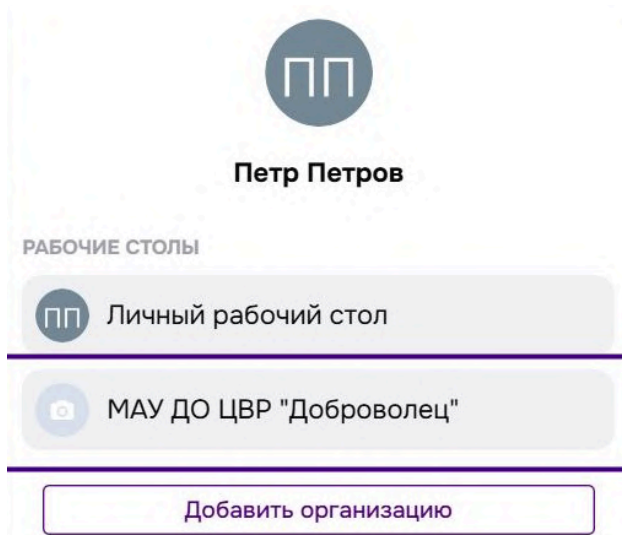 ПП
Петр Петров
РАБОЧИЕ СТОЛЫ
ПП Личный рабочий стол
МАУ ДО ЦВР "Доброволец"
Добавить организацию